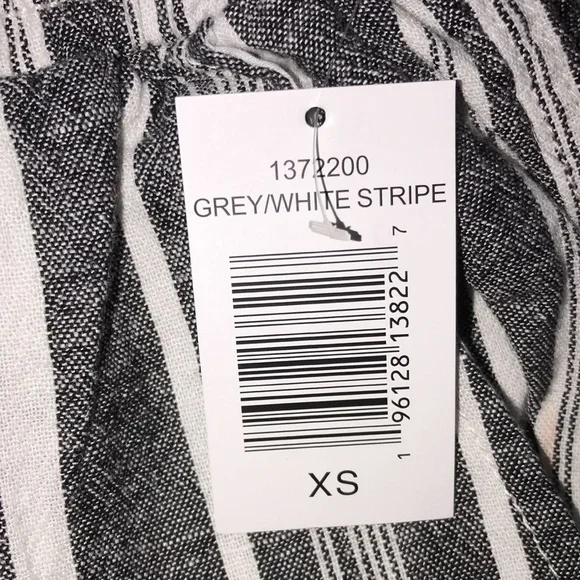 1372200
GREY/WHITE STRIPE
1 96128 13822 7
XS